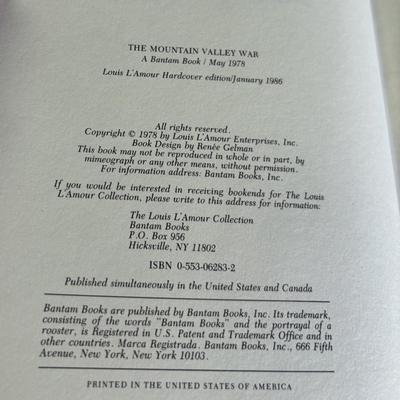 THE MOUNTAIN VALLEY WAR
A Bantam Book / May 1978
Louis L'Amour Hardcover edition/January 1986
All rights reserved.
Copyright © 1978 by Louis L'Amour Enterprises, Inc.
Book Design by Renée Gelman
This book may not be reproduced in whole or in part, by
mimeograph or any other means, without permission.
For information address: Bantam Books, Inc.
If you would be interested in receiving bookends for The Louis
L'Amour Collection, please write to this address for information:
The Louis L'Amour Collection
Bantam Books
P.O. Box 956
Hicksville, NY 11802
ISBN 0-553-06283-2
Published simultaneously in the United States and Canada
Bantam Books are published by Bantam Books, Inc. Its trademark,
consisting of the words "Bantam Books" and the portrayal of a
rooster, is Registered in U.S. Patent and Trademark Office and in
other countries. Marca Registrada. Bantam Books, Inc., 666 Fifth
Avenue, New York, New York 10103.
PRINTED IN THE UNITED STATES OF AMERICA